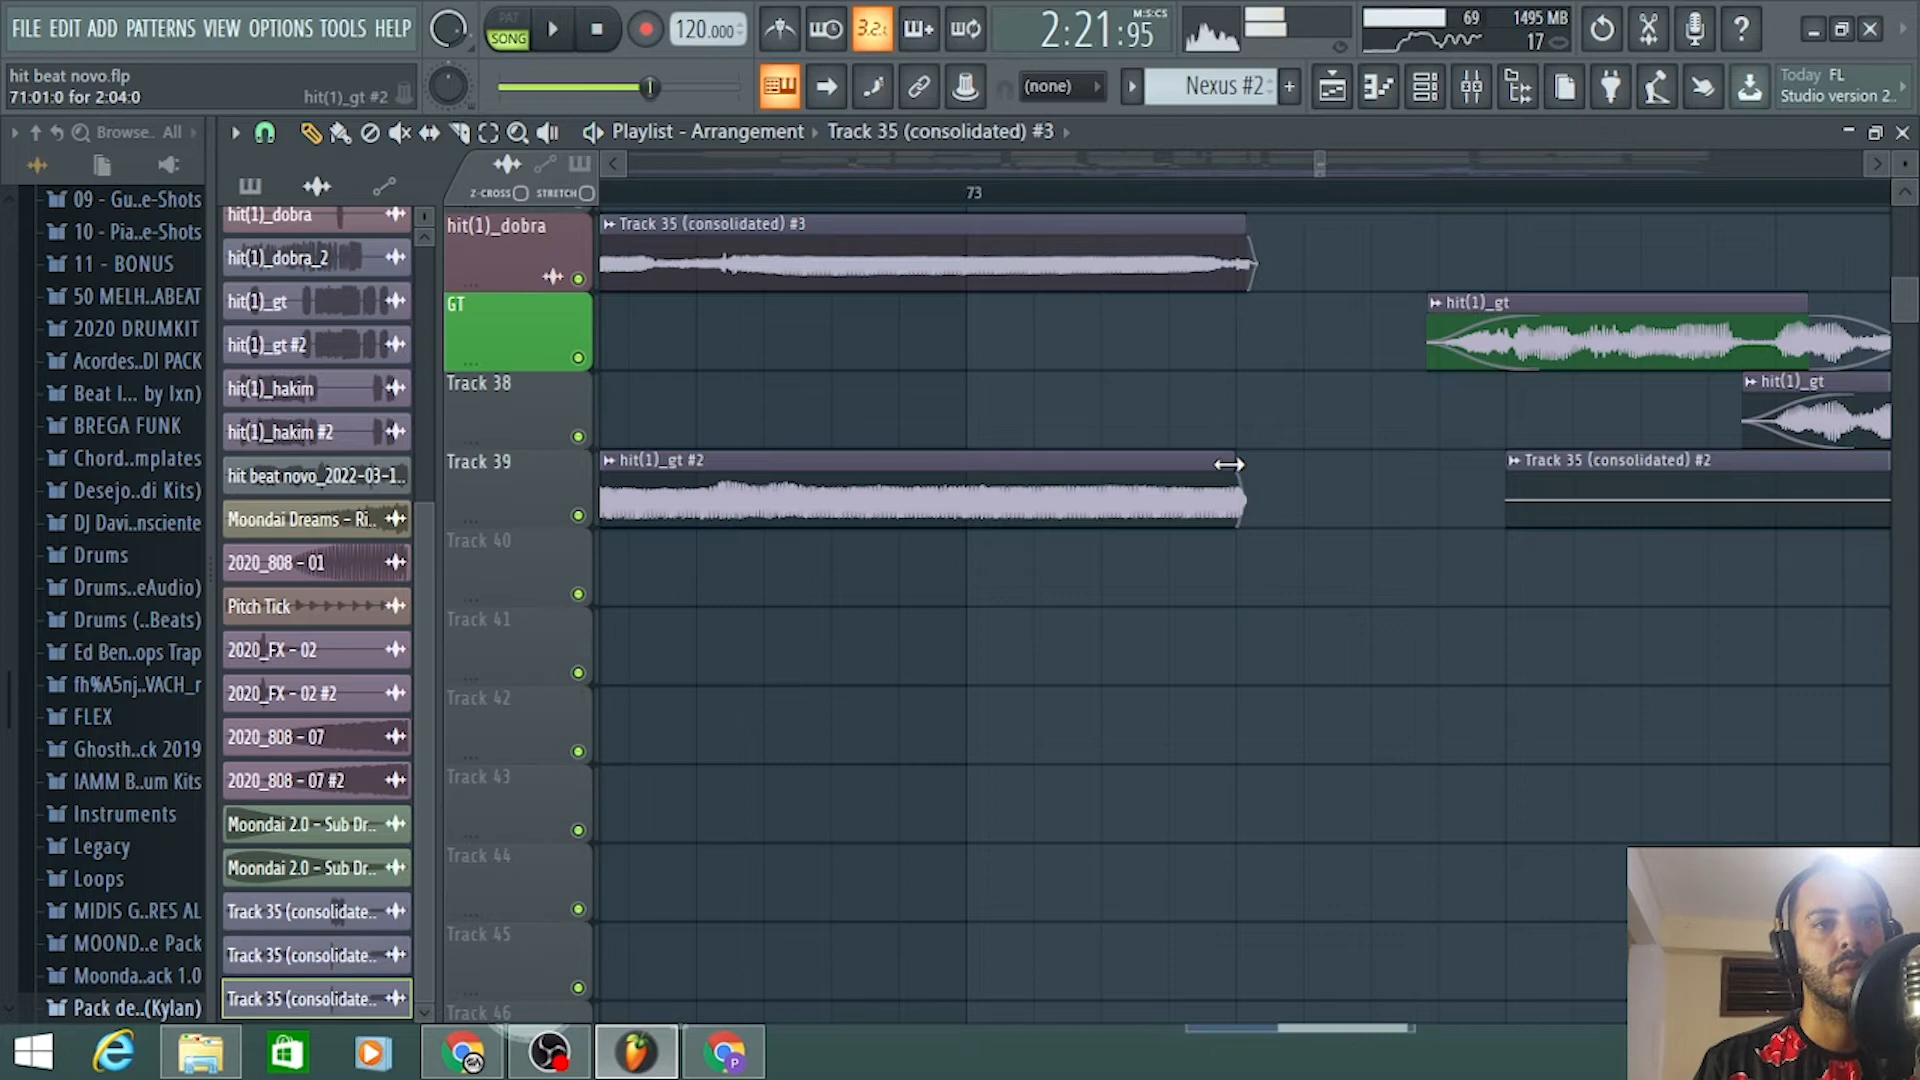 FILE EDIT ADD PATTERNS VIEW OPTIONS TOOLS HELP
PAT
SONG
120.000
3.2.
2:21:95
M:S:CS
69
1495 MB
17
?
hit beat novo.flp
71:01:0 for 2:04:0
hit(1)_gt #2
(none)
Nexus #2
Today FL
Studio version 2..
Browse.. All
Playlist - Arrangement
Track 35 (consolidated) #3
Z-CROSS
STRETCH
73
09 - Gu..e-Shots
10 - Pia..e-Shots
11 - BONUS
50 MELH..ABEAT
2020 DRUMKIT
Acordes..DI PACK
Beat I... by lxn)
BREGA FUNK
Chord..mplates
Desejo..di Kits)
DJ Davi..nsciente
Drums
Drums..eAudio)
Drums (..Beats)
Ed Ben..ops Trap
fh%A5nj..VACH_r
FLEX
Ghosth..ck 2019
IAMM B..um Kits
Instruments
Legacy
Loops
MIDIS G..RES AL
MOOND..e Pack
Moonda..ack 1.0
Pack de..(Kylan)
hit(1)_dobra
hit(1)_dobra_2
hit(1)_gt
hit(1)_gt #2
hit(1)_hakim
hit(1)_hakim #2
hit beat novo_2022-03-1..
Moondai Dreams - Ri..
2020_808 - 01
Pitch Tick
2020_FX - 02
2020_FX - 02 #2
2020_808 - 07
2020_808 - 07 #2
Moondai 2.0 - Sub Dr..
Moondai 2.0 - Sub Dr..
Track 35 (consolidate..
Track 35 (consolidate..
Track 35 (consolidate..
hit(1)_dobra
GT
Track 38
Track 39
Track 40
Track 41
Track 42
Track 43
Track 44
Track 45
Track 46
Track 35 (consolidated) #3
hit(1)_gt
hit(1)_gt
hit(1)_gt #2
Track 35 (consolidated) #2